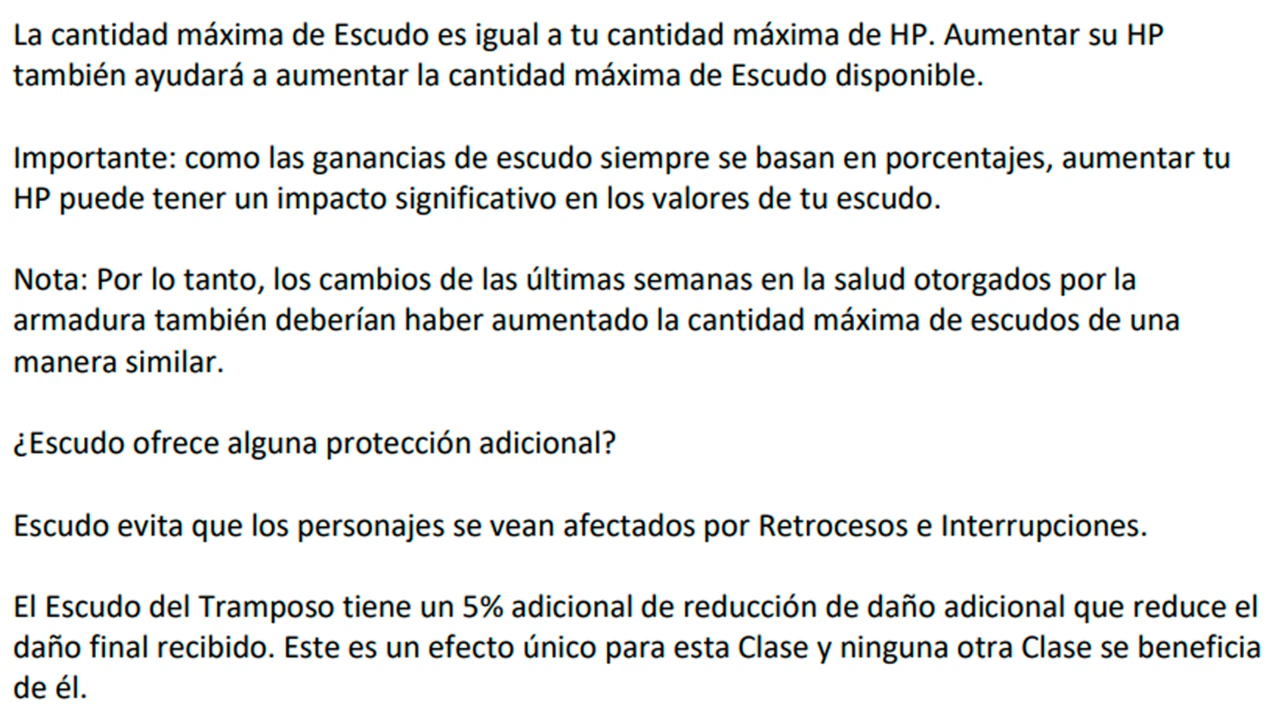 La cantidad máxima de Escudo es igual a tu cantidad máxima de HP. Aumentar su HP
también ayudará a aumentar la cantidad máxima de Escudo disponible.
Importante: como las ganancias de escudo siempre se basan en porcentajes, aumentar tu
HP puede tener un impacto significativo en los valores de tu escudo.
Nota: Por lo tanto, los cambios de las últimas semanas en la salud otorgados por la
armadura también deberían haber aumentado la cantidad máxima de escudos de una
manera similar.
¿Escudo ofrece alguna protección adicional?
Escudo evita que los personajes se vean afectados por Retrocesos e Interrupciones.
El Escudo del Tramposo tiene un 5% adicional de reducción de daño adicional que reduce el
daño final recibido. Este es un efecto único para esta Clase y ninguna otra Clase se beneficia
de él.